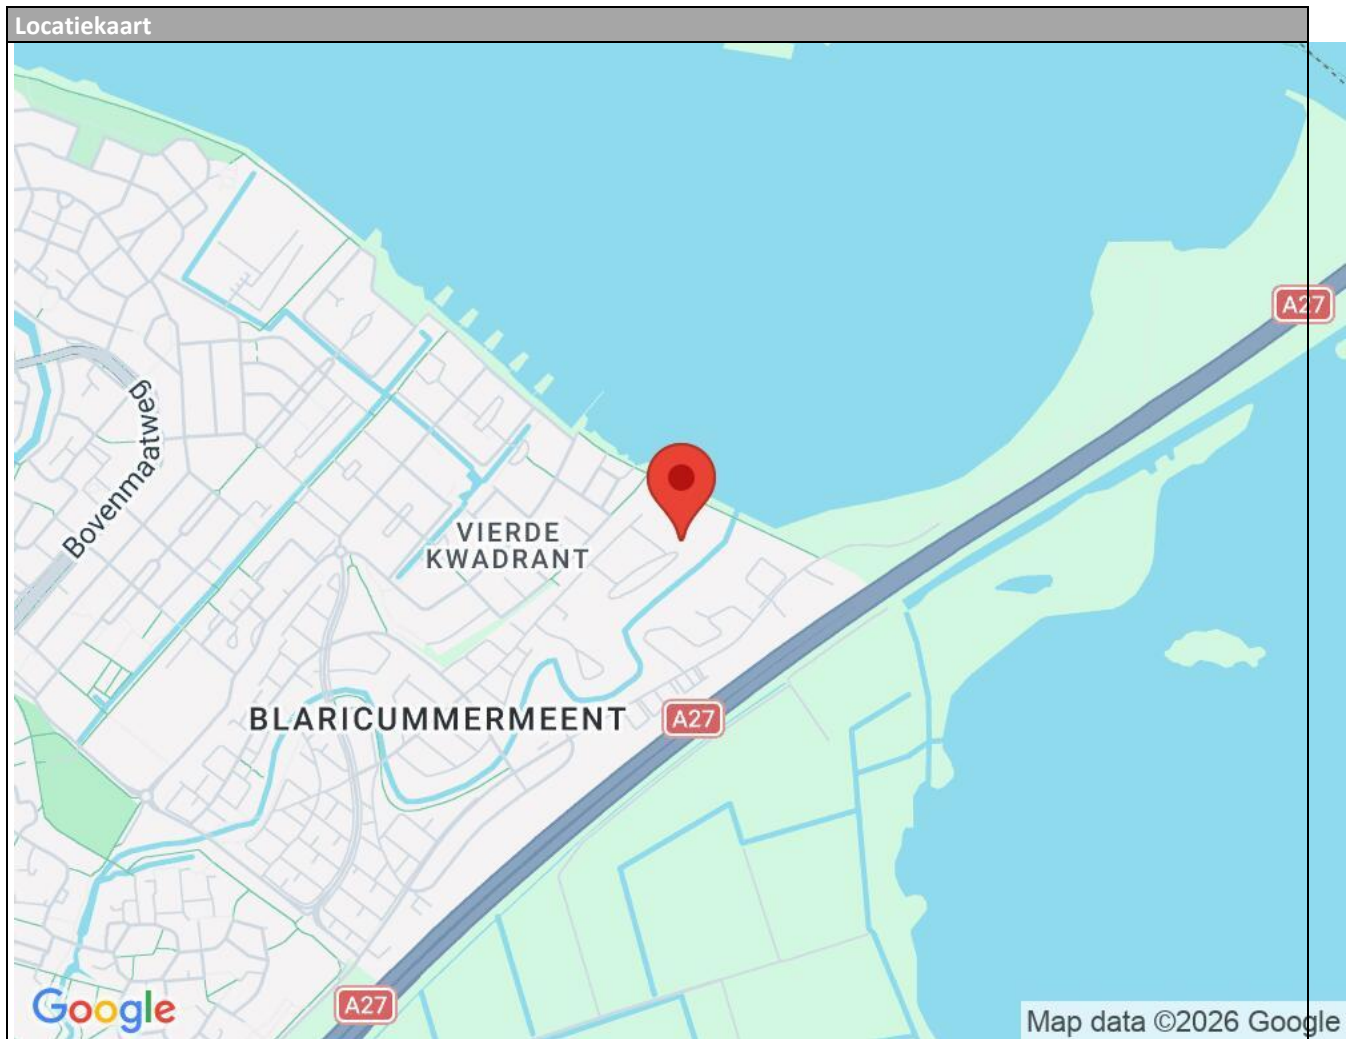 Locatiekaart
A27
Bovenmaatweg
VIERDE
KWADRANT
BLARICUMMERMEENT
A27
A27
Google
Map data ©2026 Google